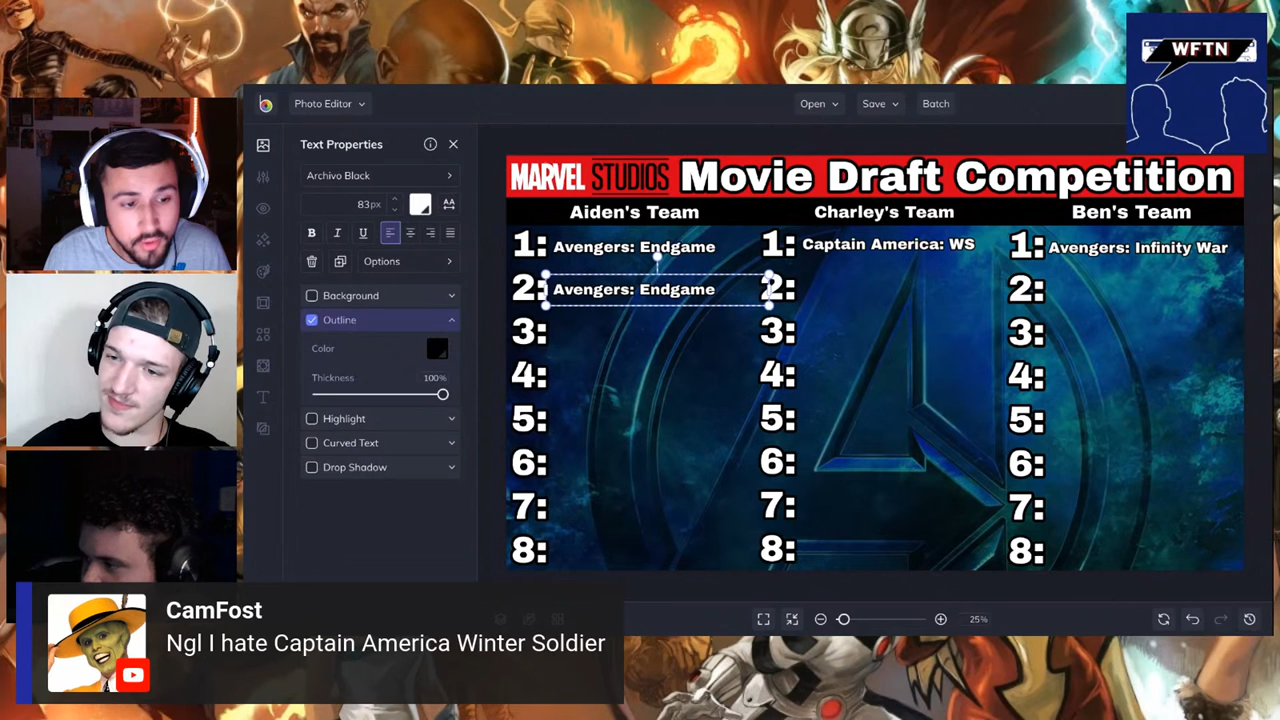 WFTN
Photo Editor
Open
Save
Batch
Text Properties
Archivo Black
83px
AA
B I U
Options
Background
Outline
Color
Thickness 100%
Highlight
Curved Text
Drop Shadow
MARVEL STUDIOS Movie Draft Competition
Aiden's Team
Charley's Team
Ben's Team
1: Avengers: Endgame
2: Avengers: Endgame
3:
4:
5:
6:
7:
8:
1: Captain America: WS
2:
3:
4:
5:
6:
7:
8:
1: Avengers: Infinity War
2:
3:
4:
5:
6:
7:
8:
25%
CamFost
Ngl I hate Captain America Winter Soldier